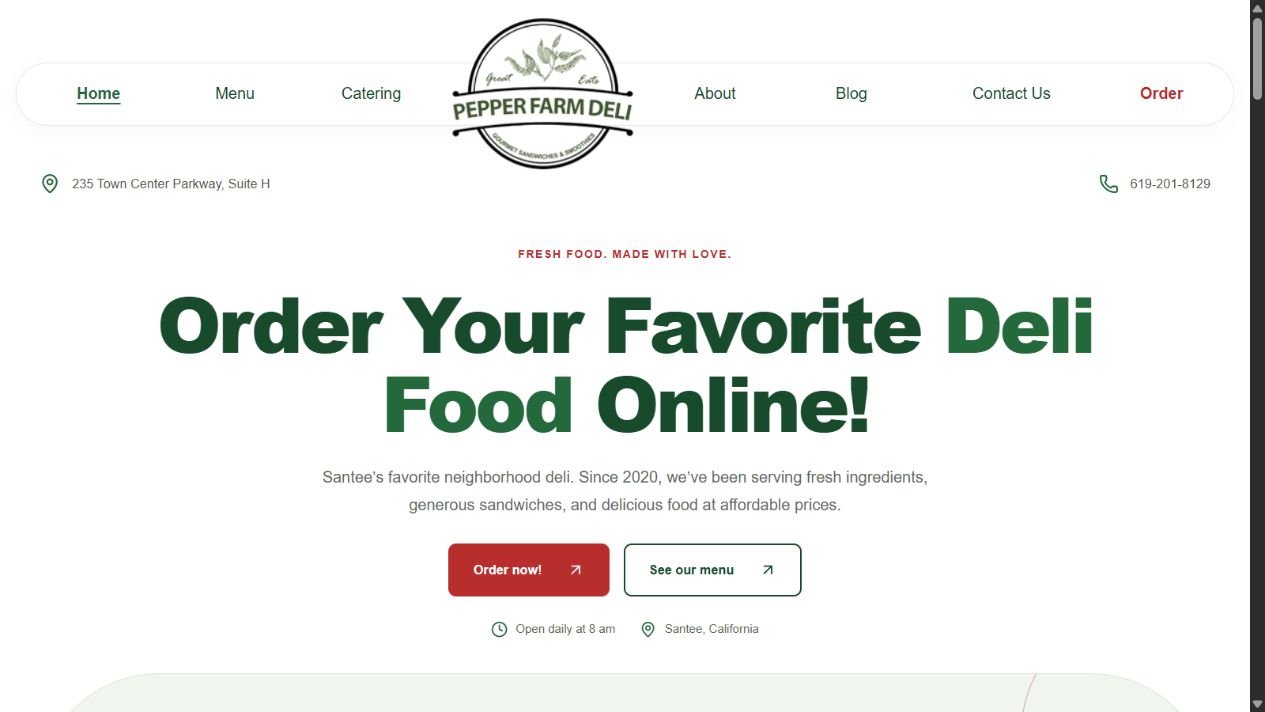 Home
Menu
Catering
Great Eats
PEPPER FARM DELI
GOURMET SANDWICHES & SMOOTHIES
About
Blog
Contact Us
Order
235 Town Center Parkway, Suite H
619-201-8129
FRESH FOOD. MADE WITH LOVE.
Order Your Favorite Deli
Food Online!
Santee’s favorite neighborhood deli. Since 2020, we’ve been serving fresh ingredients,
generous sandwiches, and delicious food at affordable prices.
Order now!
See our menu
Open daily at 8 am
Santee, California